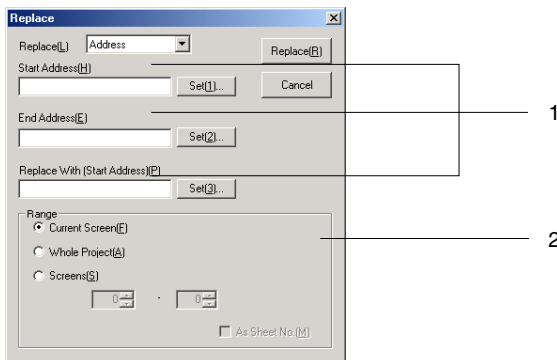 Replace
Replace(L) Address Replace(R)
Start Address(H)
Set(1)... Cancel
End Address(E)
Set(2)...
Replace With (Start Address)(P)
Set(3)...
Range
Current Screen(F)
Whole Project(A)
Screens(S)
0 . 0
As Sheet No.(M)
1
2